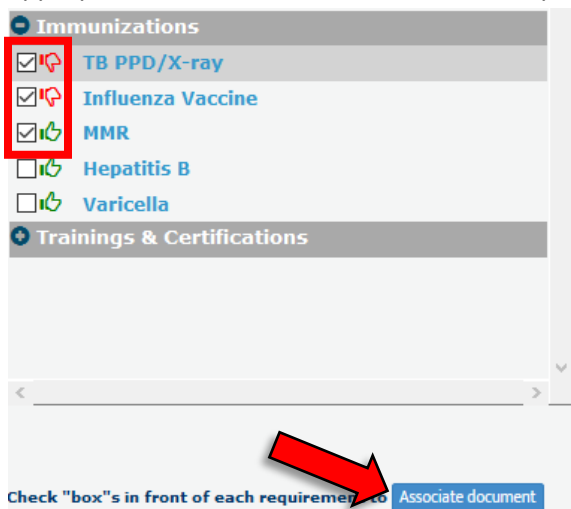 Immunizations
TB PPD/X-ray
Influenza Vaccine
MMR
Hepatitis B
Varicella
Trainings & Certifications
Check "box"s in front of each requirement to Associate document